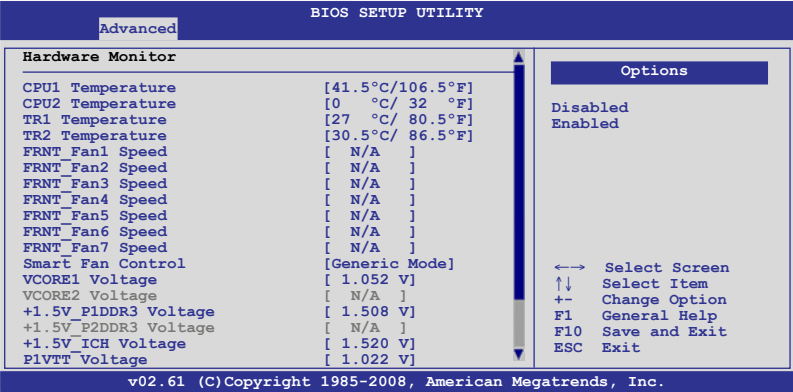 BIOS SETUP UTILITY
Advanced
Hardware Monitor
CPU1 Temperature [41.5°C/106.5°F]
CPU2 Temperature [0 °C/ 32 °F]
TR1 Temperature [27 °C/ 80.5°F]
TR2 Temperature [30.5°C/ 86.5°F]
FRNT_Fan1 Speed [ N/A ]
FRNT_Fan2 Speed [ N/A ]
FRNT_Fan3 Speed [ N/A ]
FRNT_Fan4 Speed [ N/A ]
FRNT_Fan5 Speed [ N/A ]
FRNT_Fan6 Speed [ N/A ]
FRNT_Fan7 Speed [ N/A ]
Smart Fan Control [Generic Mode]
VCORE1 Voltage [ 1.052 V]
VCORE2 Voltage [ N/A ]
+1.5V_P1DDR3 Voltage [ 1.508 V]
+1.5V_P2DDR3 Voltage [ N/A ]
+1.5V_ICH Voltage [ 1.520 V]
P1VTT_Voltage [ 1.022 V]
Options
Disabled
Enabled
←→ Select Screen
↑↓ Select Item
+- Change Option
F1 General Help
F10 Save and Exit
ESC Exit
v02.61 (C)Copyright 1985-2008, American Megatrends, Inc.